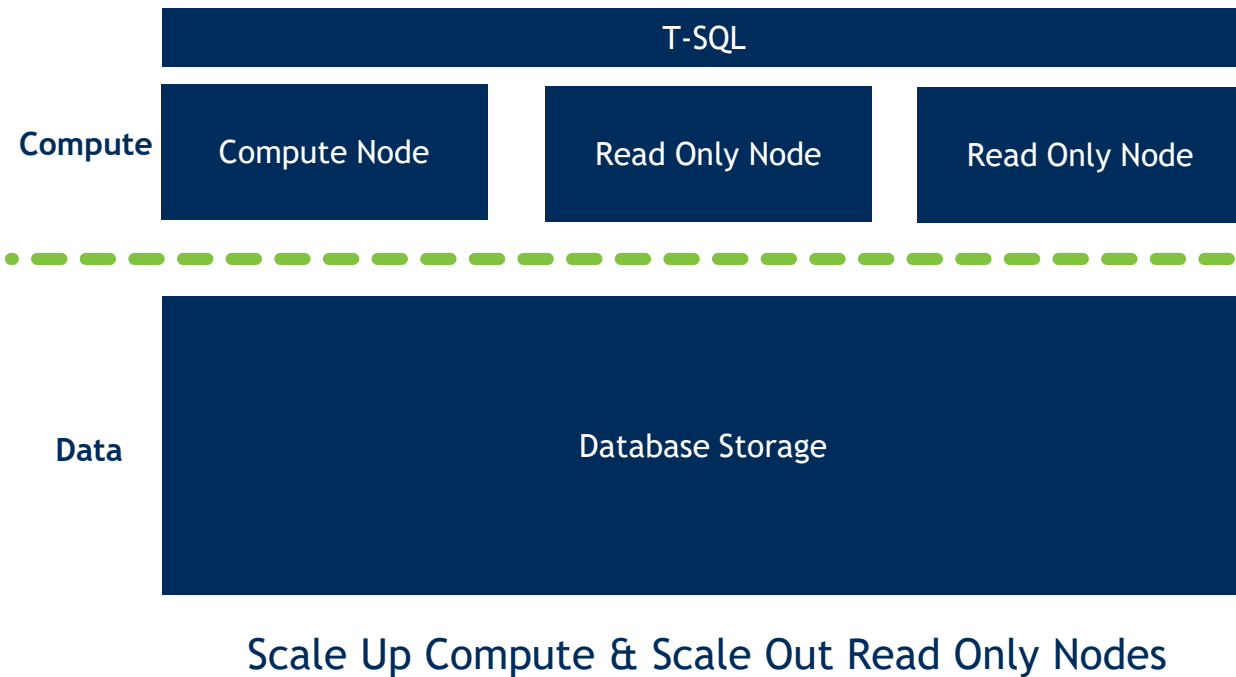 T-SQL
Compute
Compute Node
Read Only Node
Read Only Node
Data
Database Storage
Scale Up Compute & Scale Out Read Only Nodes